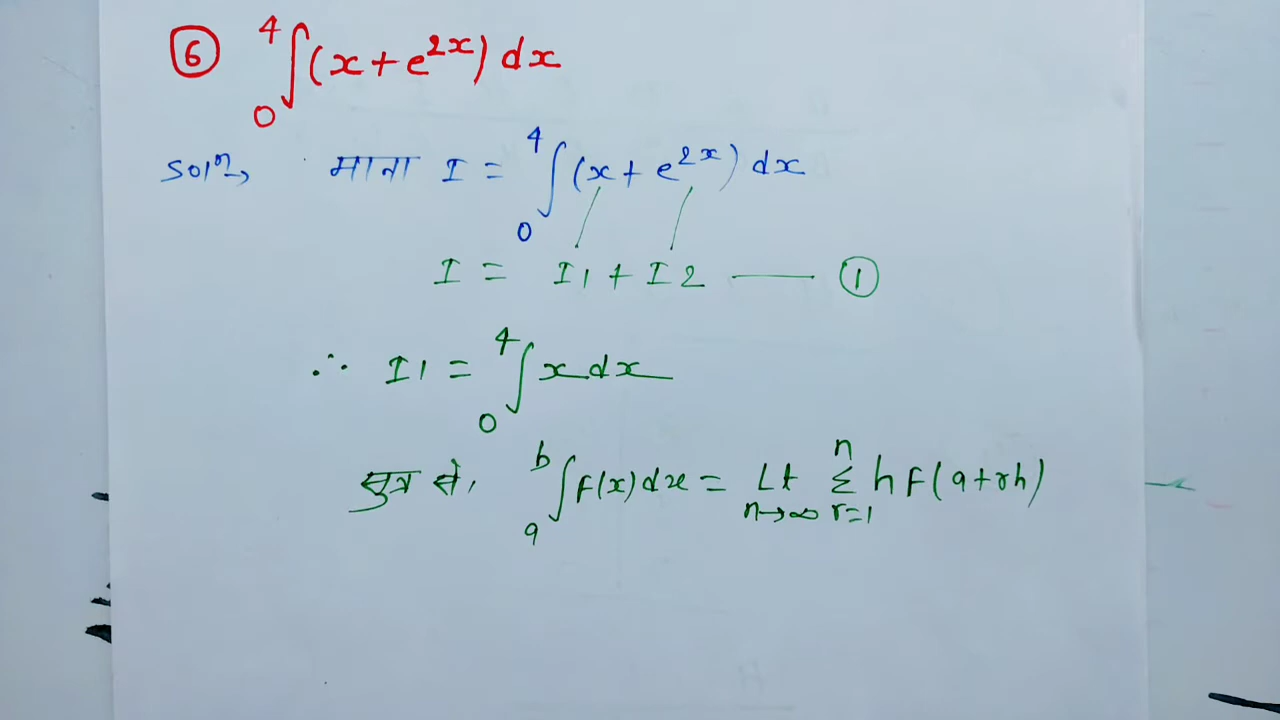 ⑥ ₀⁴∫(x+e²ˣ) dx
Solⁿ, माना I = ₀⁴∫(x+e²ˣ) dx
I = I1 + I2 —— ①
∴ I1 = ₀⁴∫x dx
सूत्र से, ₐᵇ∫F(x)dx = Lt n→∞ n Σ r=1 h F(a+rh)